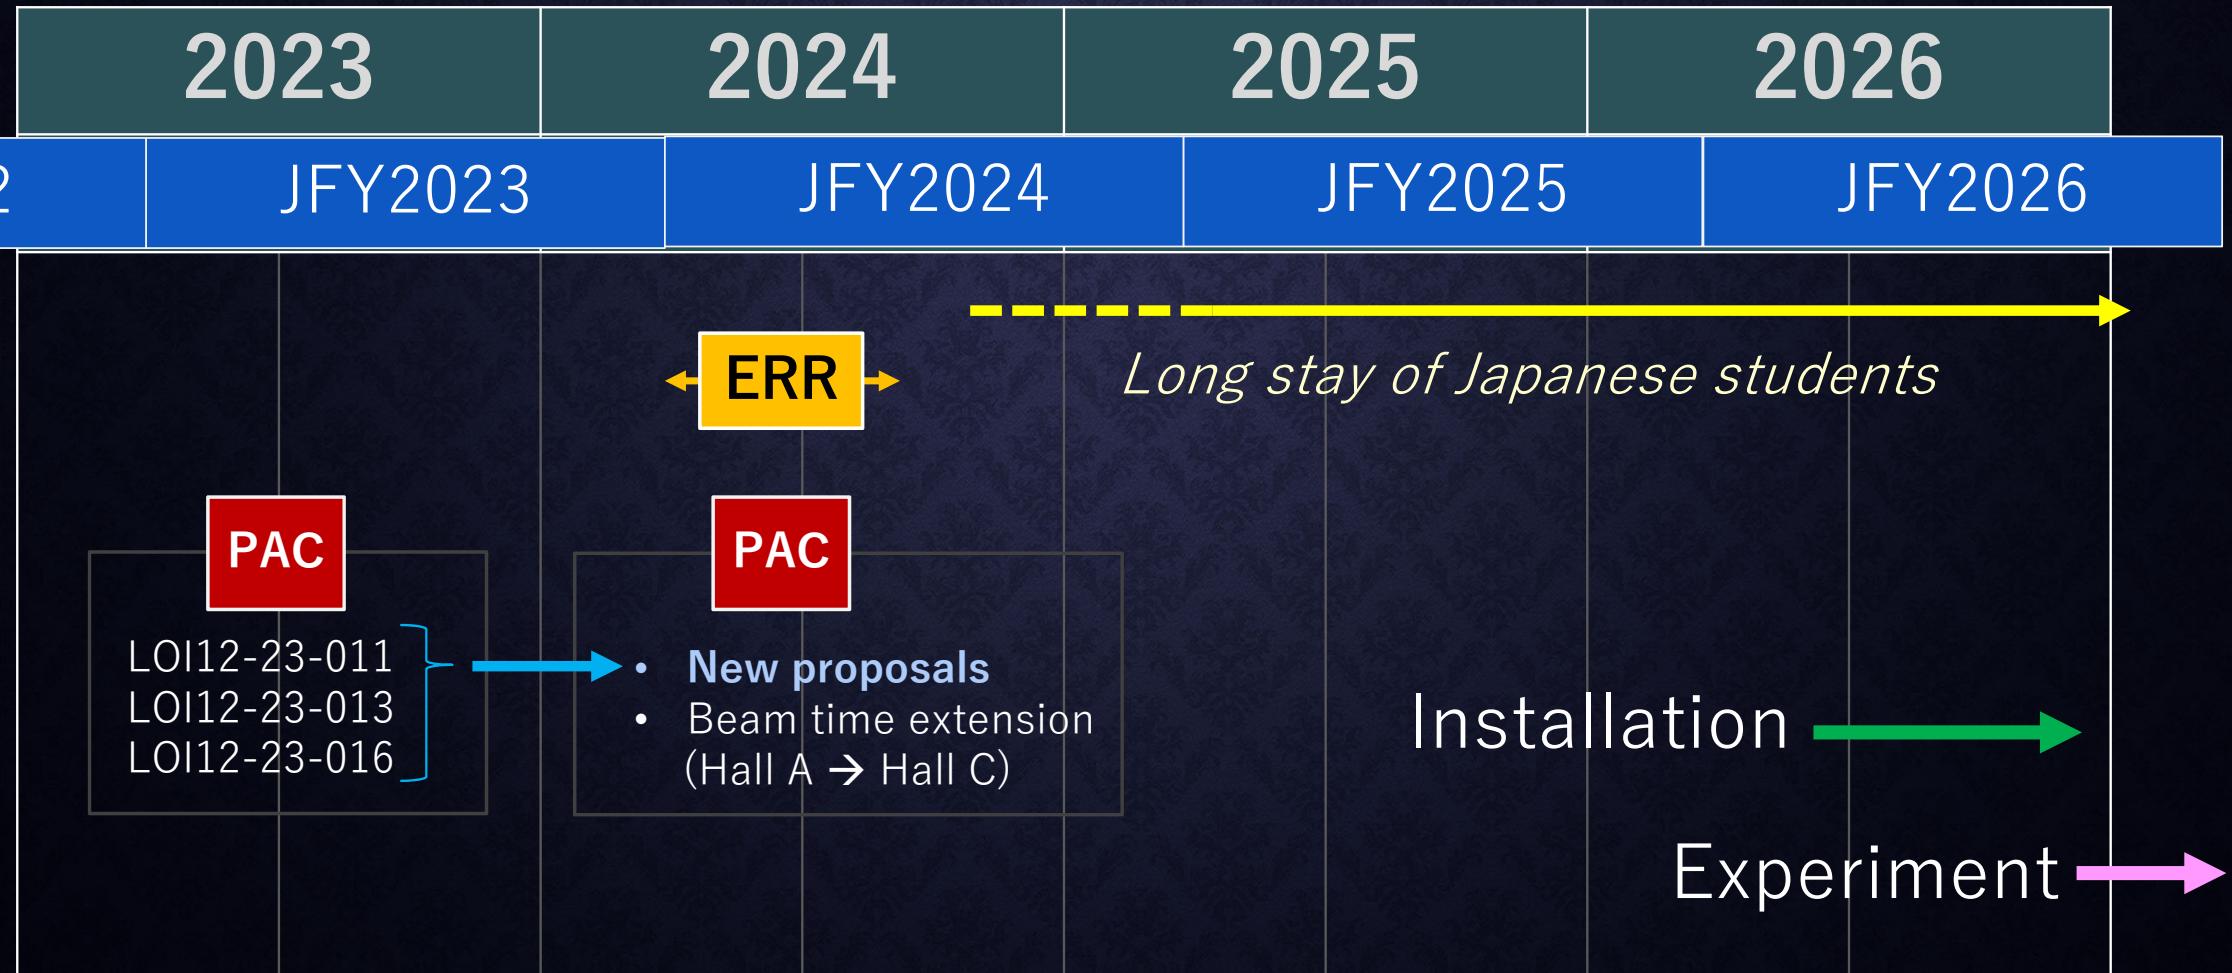 2023 2024 2025 2026
2 JFY2023 JFY2024 JFY2025 JFY2026
Long stay of Japanese students
ERR
PAC
LOI12-23-011
LOI12-23-013
LOI12-23-016
PAC
• New proposals
• Beam time extension
(Hall A → Hall C)
Installation
Experiment